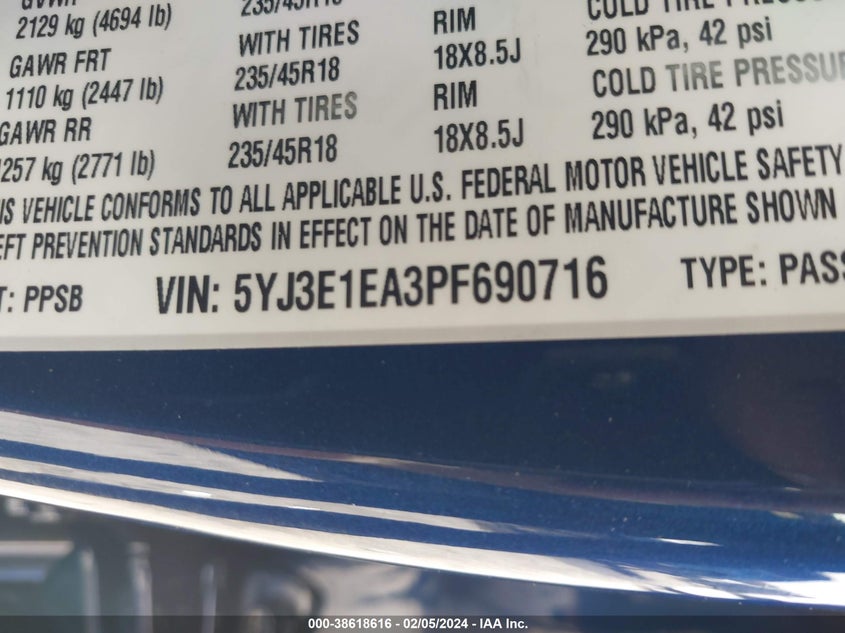 GVWR 235/45R18 COLD TIRE PRESSU
2129 kg (4694 lb) WITH TIRES RIM 290 kPa, 42 psi
GAWR FRT 235/45R18 18X8.5J COLD TIRE PRESSURE
1110 kg (2447 lb) WITH TIRES RIM 290 kPa, 42 psi
GAWR RR 235/45R18 18X8.5J
257 kg (2771 lb)
IS VEHICLE CONFORMS TO ALL APPLICABLE U.S. FEDERAL MOTOR VEHICLE SAFETY
EFT PREVENTION STANDARDS IN EFFECT ON THE DATE OF MANUFACTURE SHOWN
T: PPSB VIN: 5YJ3E1EA3PF690716 TYPE: PASS
000-38618616 - 02/05/2024 - IAA Inc.